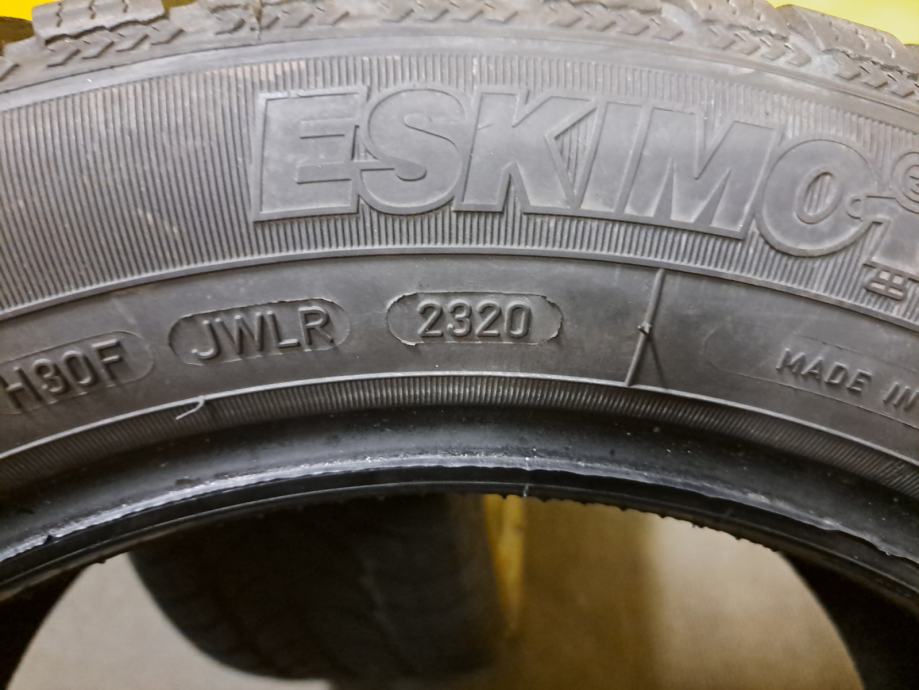 ESKIMO
H30F JWLR 2320 MADE IN